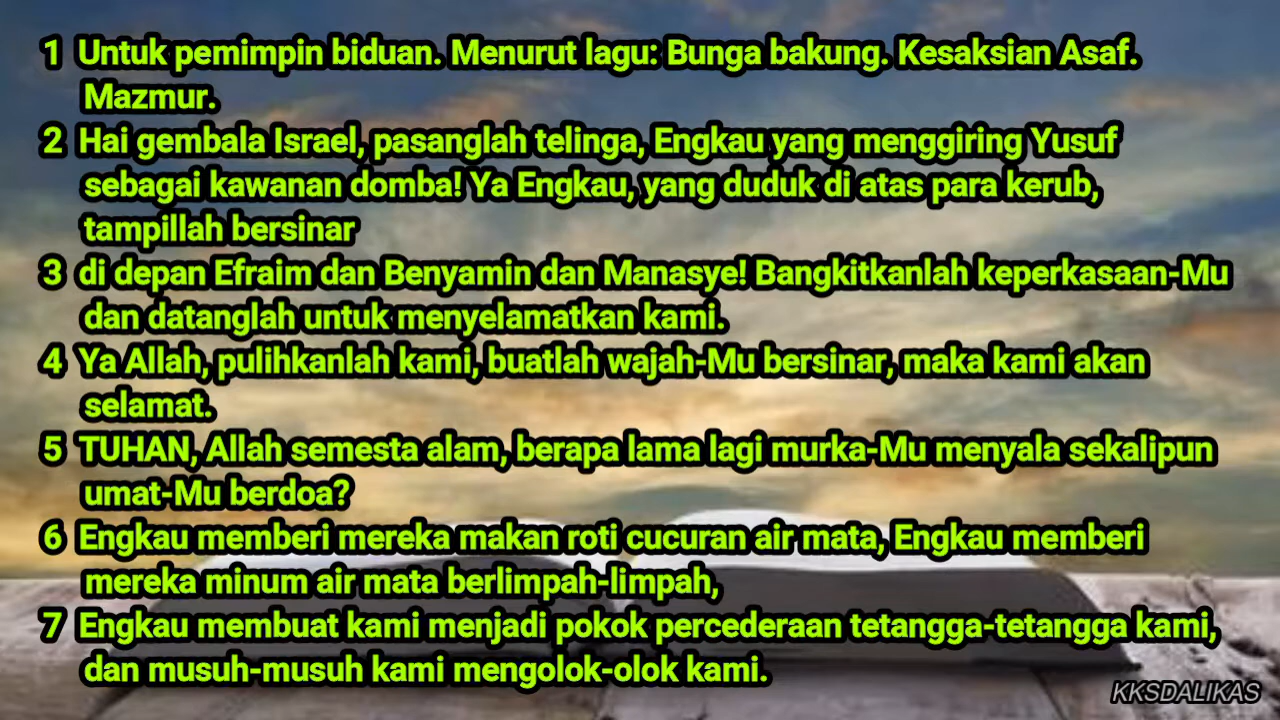 1 Untuk pemimpin biduan. Menurut lagu: Bunga bakung. Kesaksian Asaf.
Mazmur.
2 Hai gembala Israel, pasanglah telinga, Engkau yang menggiring Yusuf
sebagai kawanan domba! Ya Engkau, yang duduk di atas para kerub,
tampillah bersinar
3 di depan Efraim dan Benyamin dan Manasye! Bangkitkanlah keperkasaan-Mu
dan datanglah untuk menyelamatkan kami.
4 Ya Allah, pulihkanlah kami, buatlah wajah-Mu bersinar, maka kami akan
selamat.
5 TUHAN, Allah semesta alam, berapa lama lagi murka-Mu menyala sekalipun
umat-Mu berdoa?
6 Engkau memberi mereka makan roti cucuran air mata, Engkau memberi
mereka minum air mata berlimpah-limpah,
7 Engkau membuat kami menjadi pokok percederaan tetangga-tetangga kami,
dan musuh-musuh kami mengolok-olok kami.
KKSDALIKAS